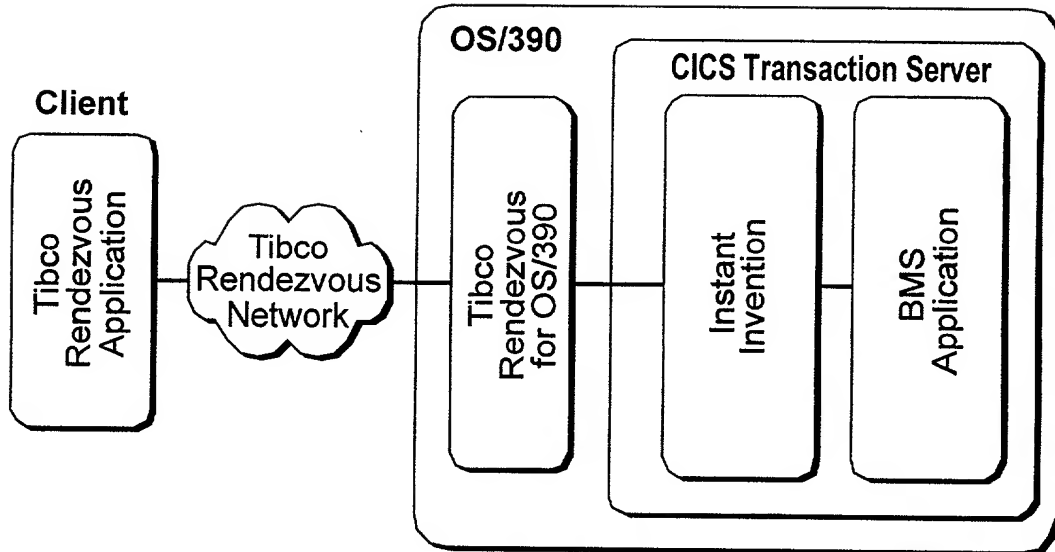 OS/390
CICS Transaction Server
Client
Tibco
Rendezvous
Application
Tibco
Rendezvous
Network
Tibco
Rendezvous
for OS/390
Instant
Invention
BMS
Application